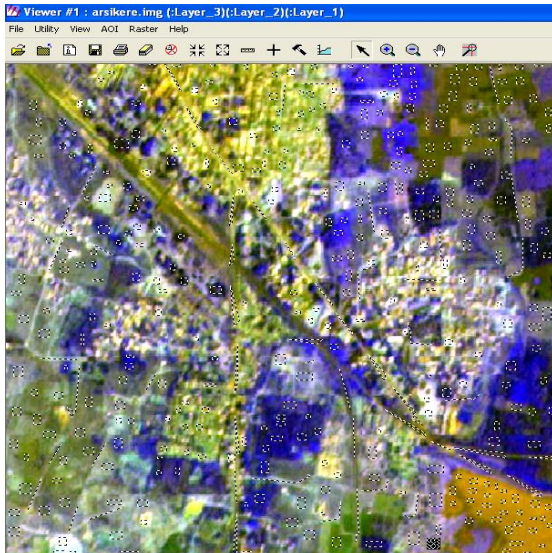 Viewer #1 : arsikere.img (:Layer_3)(:Layer_2)(:Layer_1)
File Utility View AOI Raster Help